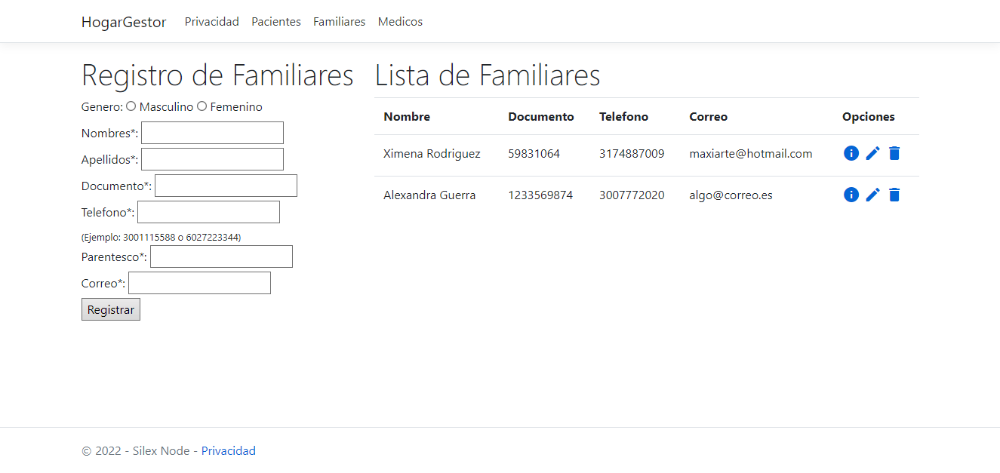 HogarGestor Privacidad Pacientes Familiares Medicos
Registro de Familiares
Genero: Masculino Femenino
Nombres*:
Apellidos*:
Documento*:
Telefono*:
(Ejemplo: 3001115588 o 6027223344)
Parentesco*:
Correo*:
Registrar
Lista de Familiares
Nombre Documento Telefono Correo Opciones
Ximena Rodriguez 59831064 3174887009 maxiarte@hotmail.com
Alexandra Guerra 1233569874 3007772020 algo@correo.es
© 2022 - Silex Node - Privacidad